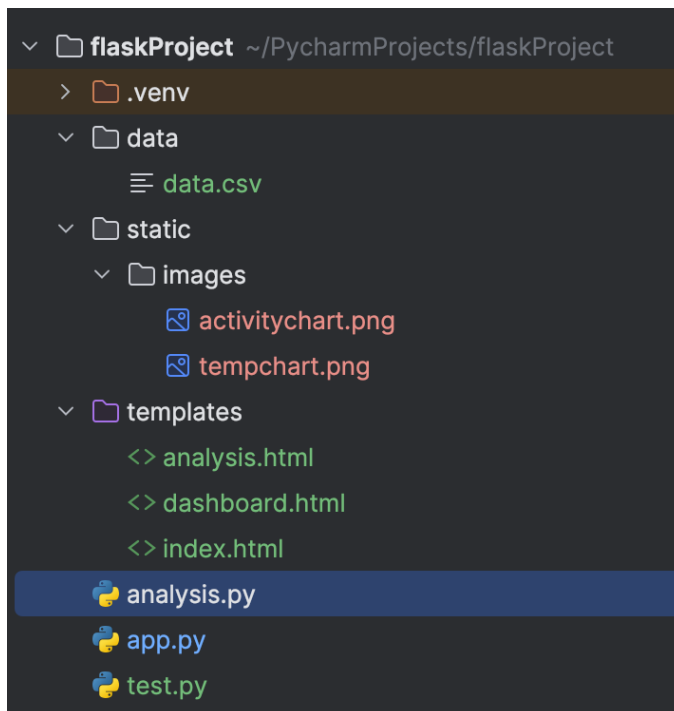 flaskProject ~/PycharmProjects/flaskProject
.venv
data
data.csv
static
images
activitychart.png
tempchart.png
templates
analysis.html
dashboard.html
index.html
analysis.py
app.py
test.py